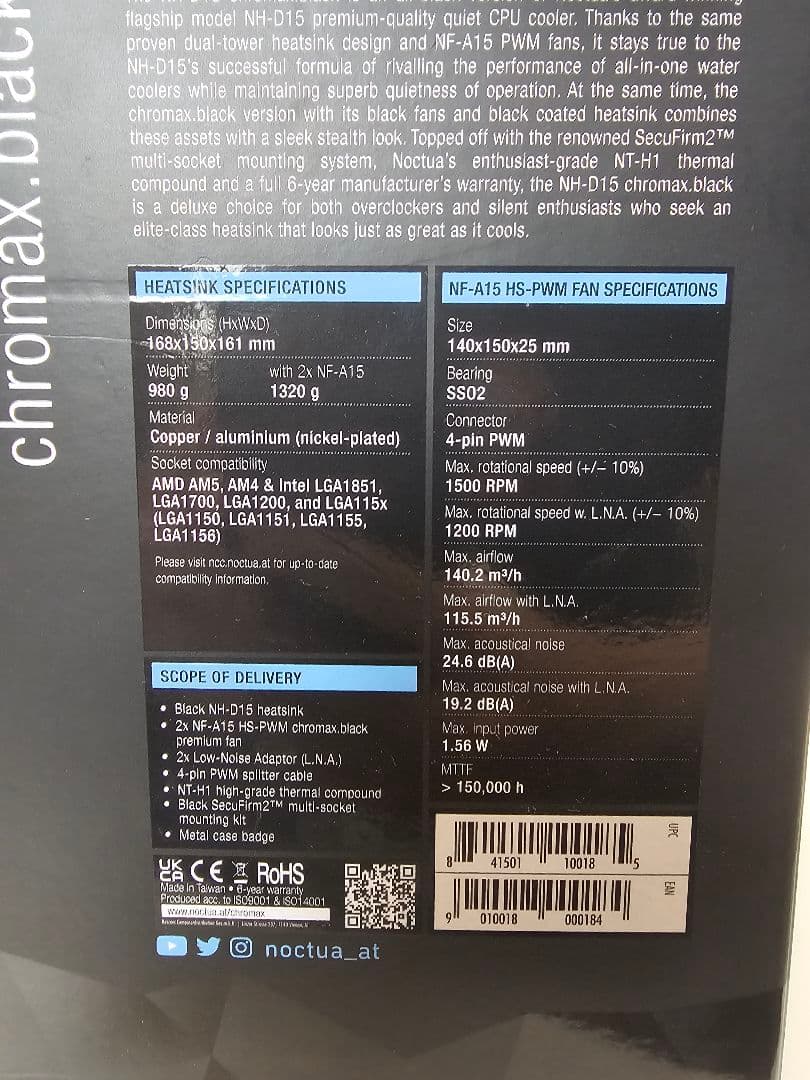 chromax.black
flagship model NH-D15 premium-quality quiet CPU cooler. Thanks to the same
proven dual-tower heatsink design and NF-A15 PWM fans, it stays true to the
NH-D15's successful formula of rivalling the performance of all-in-one water
coolers while maintaining superb quietness of operation. At the same time, the
chromax.black version with its black fans and black coated heatsink combines
these assets with a sleek stealth look. Topped off with the renowned SecuFirm2™
multi-socket mounting system, Noctua's enthusiast-grade NT-H1 thermal
compound and a full 6-year manufacturer's warranty, the NH-D15 chromax.black
is a deluxe choice for both overclockers and silent enthusiasts who seek an
elite-class heatsink that looks just as great as it cools.
HEATSINK SPECIFICATIONS
Dimensions (HxWxD)
168x150x161 mm
Weight with 2x NF-A15
980 g 1320 g
Material
Copper / aluminium (nickel-plated)
Socket compatibility
AMD AM5, AM4 & Intel LGA1851,
LGA1700, LGA1200, and LGA115x
(LGA1150, LGA1151, LGA1155,
LGA1156)
Please visit ncc.noctua.at for up-to-date
compatibility information.
SCOPE OF DELIVERY
• Black NH-D15 heatsink
• 2x NF-A15 HS-PWM chromax.black
premium fan
• 2x Low-Noise Adaptor (L.N.A.)
• 4-pin PWM splitter cable
• NT-H1 high-grade thermal compound
• Black SecuFirm2™ multi-socket
mounting kit
• Metal case badge
UK CA CE RoHS
Made in Taiwan • 6-year warranty
Produced acc. to ISO9001 & ISO14001
www.noctua.at/chromax
noctua_at
NF-A15 HS-PWM FAN SPECIFICATIONS
Size
140x150x25 mm
Bearing
SSO2
Connector
4-pin PWM
Max. rotational speed (+/- 10%)
1500 RPM
Max. rotational speed w. L.N.A. (+/- 10%)
1200 RPM
Max. airflow
140.2 m³/h
Max. airflow with L.N.A.
115.5 m³/h
Max. acoustical noise
24.6 dB(A)
Max. acoustical noise with L.N.A.
19.2 dB(A)
Max. input power
1.56 W
MTTF
> 150,000 h
UPC
8 41501 10018 5
EAN
9 010018 000184